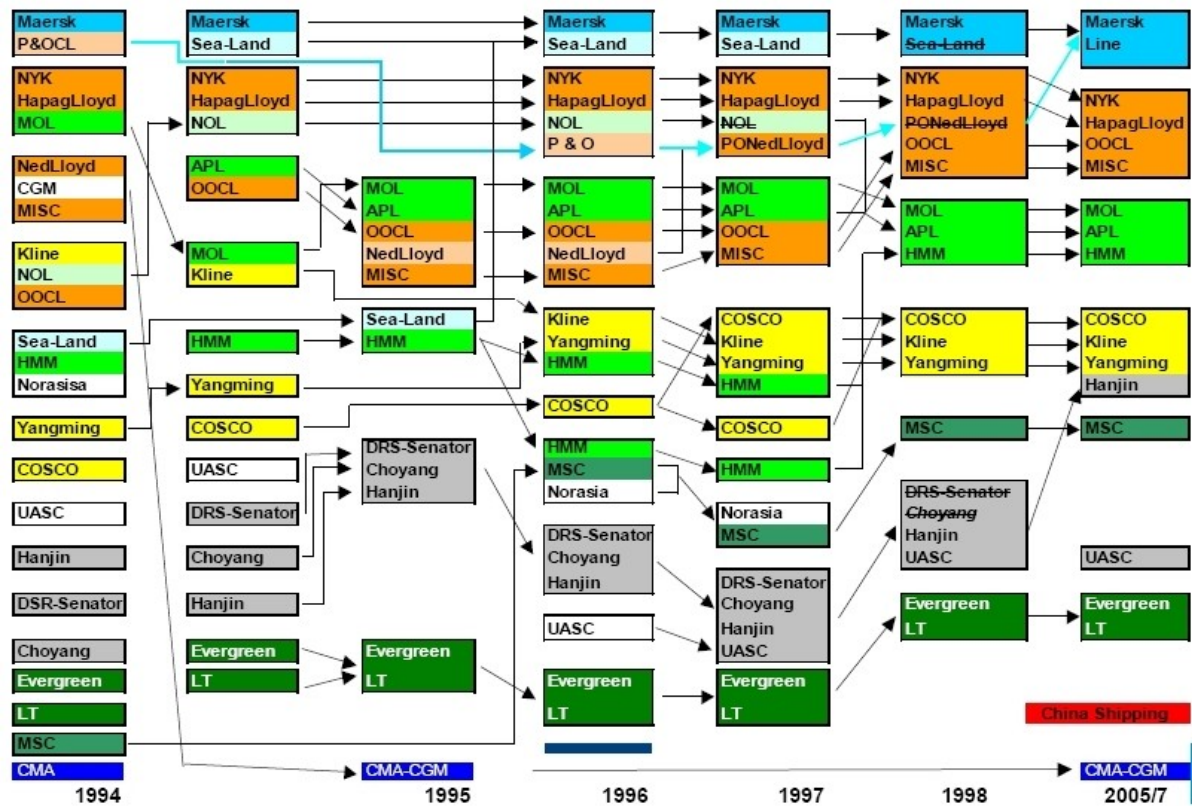 Maersk
P&OCL
NYK
HapagLloyd
MOL
NedLloyd
CGM
MISC
Kline
NOL
OOCL
Sea-Land
HMM
Norasisa
Yangming
COSCO
UASC
Hanjin
DSR-Senator
Choyang
Evergreen
LT
MSC
CMA
1994
Maersk
Sea-Land
NYK
HapagLloyd
NOL
APL
OOCL
MOL
Kline
HMM
Yangming
COSCO
UASC
DRS-Senator
Choyang
Hanjin
Evergreen
LT
MOL
APL
OOCL
NedLloyd
MISC
Sea-Land
HMM
DRS-Senator
Choyang
Hanjin
Evergreen
LT
CMA-CGM
1995
Maersk
Sea-Land
NYK
HapagLloyd
NOL
P & O
MOL
APL
OOCL
NedLloyd
MISC
Kline
Yangming
HMM
COSCO
HMM
MSC
Norasia
DRS-Senator
Choyang
Hanjin
UASC
Evergreen
LT
1996
Maersk
Sea-Land
NYK
HapagLloyd
NOL
PONedLloyd
MOL
APL
OOCL
MISC
COSCO
Kline
Yangming
HMM
COSCO
HMM
Norasia
MSC
DRS-Senator
Choyang
Hanjin
UASC
Evergreen
LT
1997
Maersk
Sea-Land
NYK
HapagLloyd
PONedLloyd
OOCL
MISC
MOL
APL
HMM
COSCO
Kline
Yangming
MSC
DRS-Senator
Choyang
Hanjin
UASC
Evergreen
LT
1998
Maersk
Line
NYK
HapagLloyd
OOCL
MISC
MOL
APL
HMM
COSCO
Kline
Yangming
Hanjin
MSC
UASC
Evergreen
LT
China Shipping
CMA-CGM
2005/7